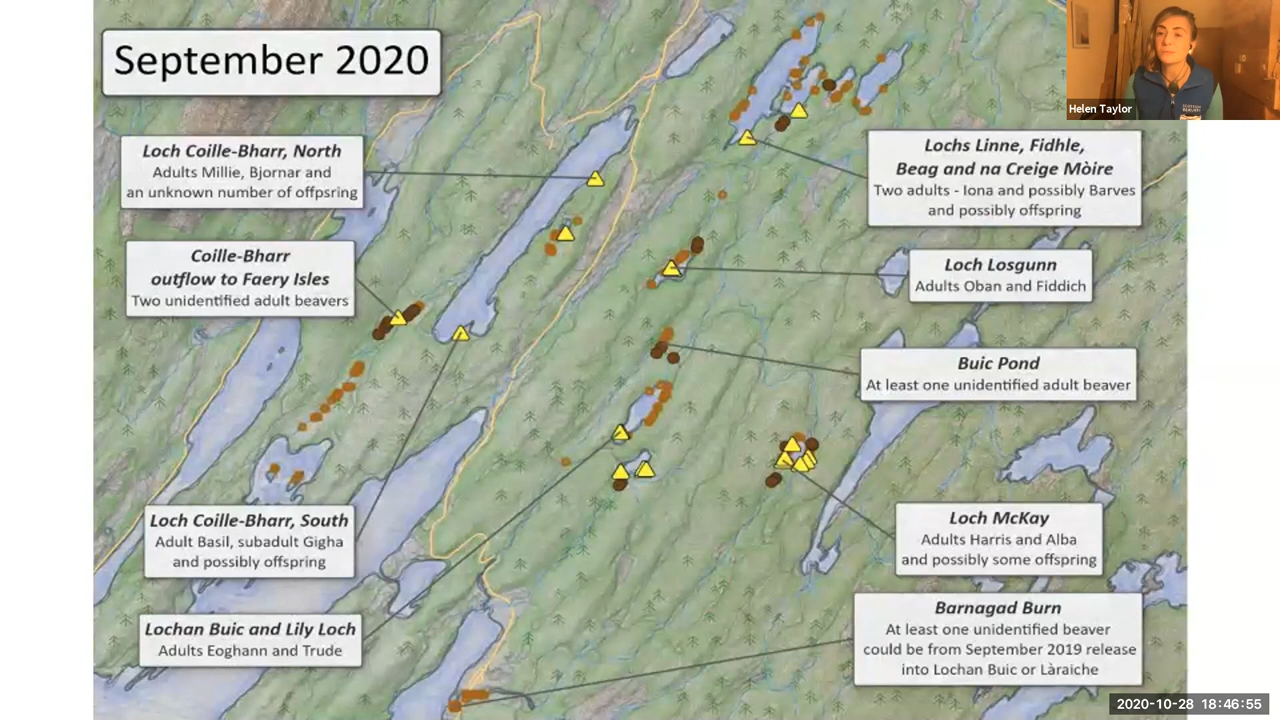 September 2020
Helen Taylor
Loch Coille-Bharr, North
Adults Millie, Bjornar and
an unknown number of offspring
Lochs Linne, Fidhle,
Beag and na Creige Mòire
Two adults - Iona and possibly Barves
and possibly offspring
Coille-Bharr
outflow to Faery Isles
Two unidentified adult beavers
Loch Losgunn
Adults Oban and Fiddich
Buic Pond
At least one unidentified adult beaver
Loch Coille-Bharr, South
Adult Basil, subadult Gigha
and possibly offspring
Loch McKay
Adults Harris and Alba
and possibly some offspring
Lochan Buic and Lily Loch
Adults Eoghann and Trude
Barnagad Burn
At least one unidentified beaver
could be from September 2019 release
into Lochan Buic or Làraiche
2020-10-28 18:46:55